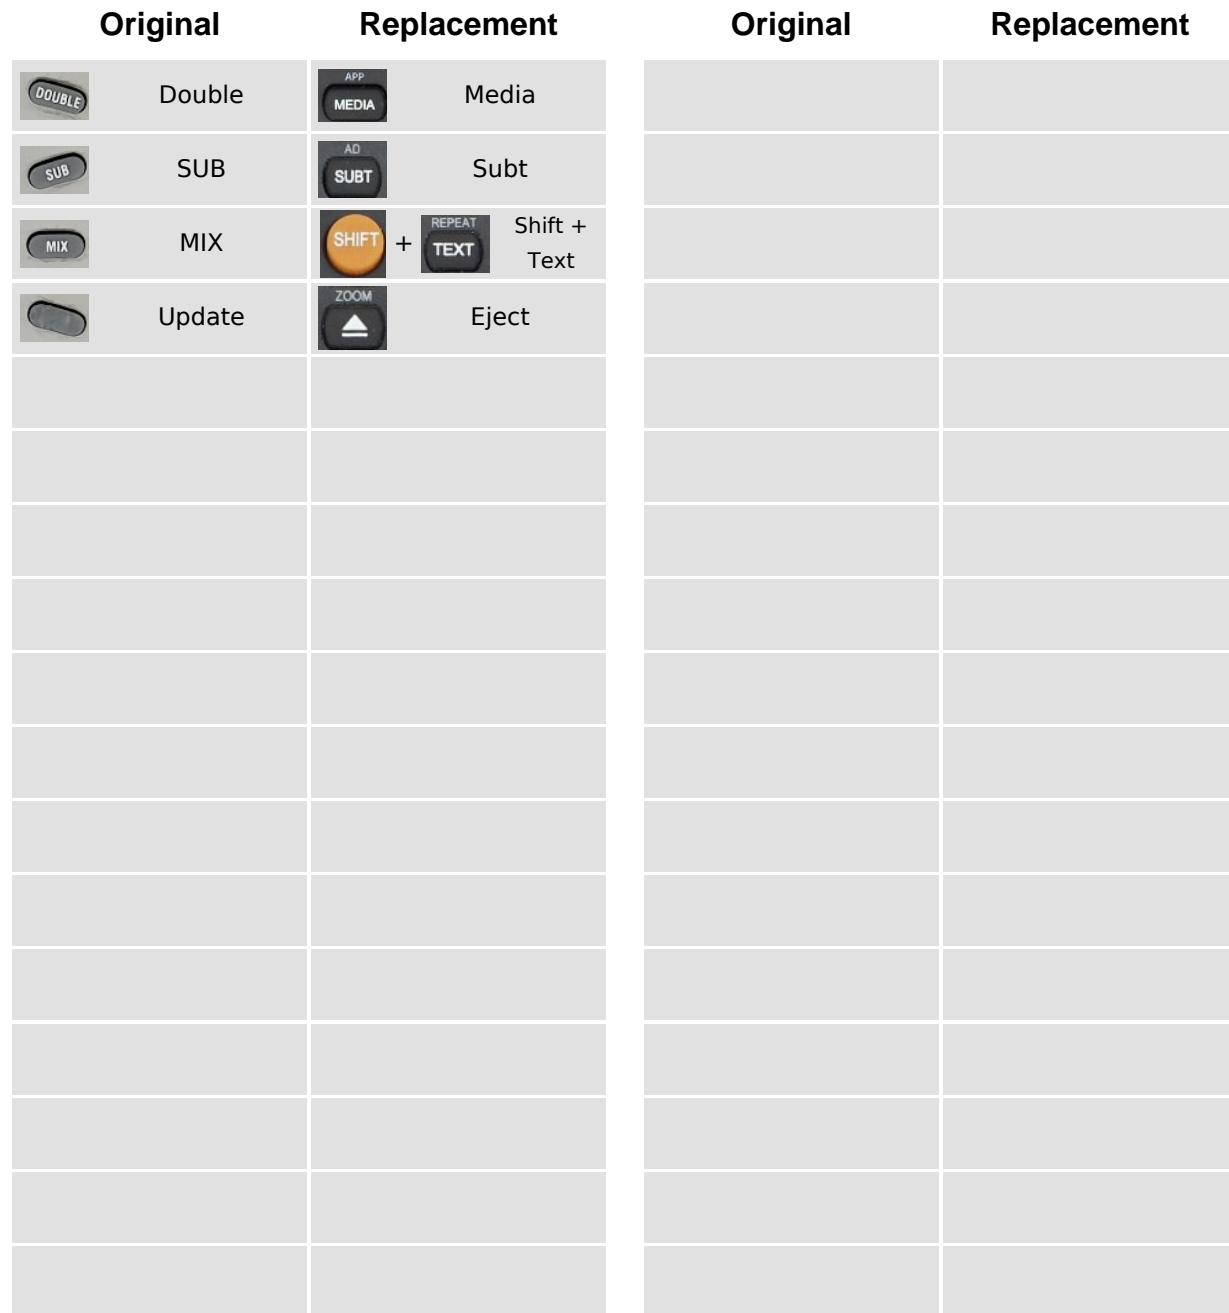 Original Replacement Original Replacement
DOUBLE Double APP MEDIA Media
SUB SUB AD SUBT Subt
MIX MIX SHIFT + REPEAT TEXT Shift +
Text
Update ZOOM Eject